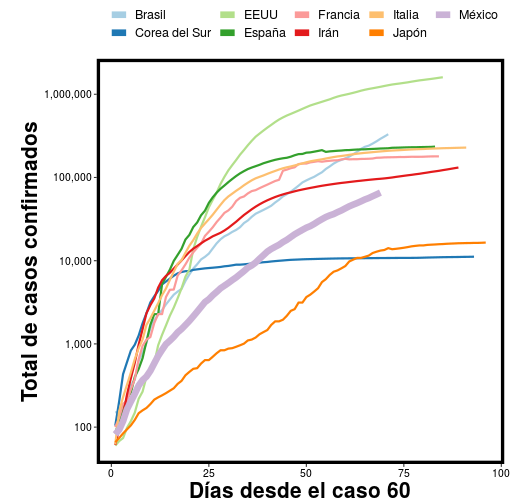 Brasil EEUU Francia Italia México
Corea del Sur España Irán Japón
Total de casos confirmados
1,000,000
100,000
10,000
1,000
100
0 25 50 75 100
Días desde el caso 60